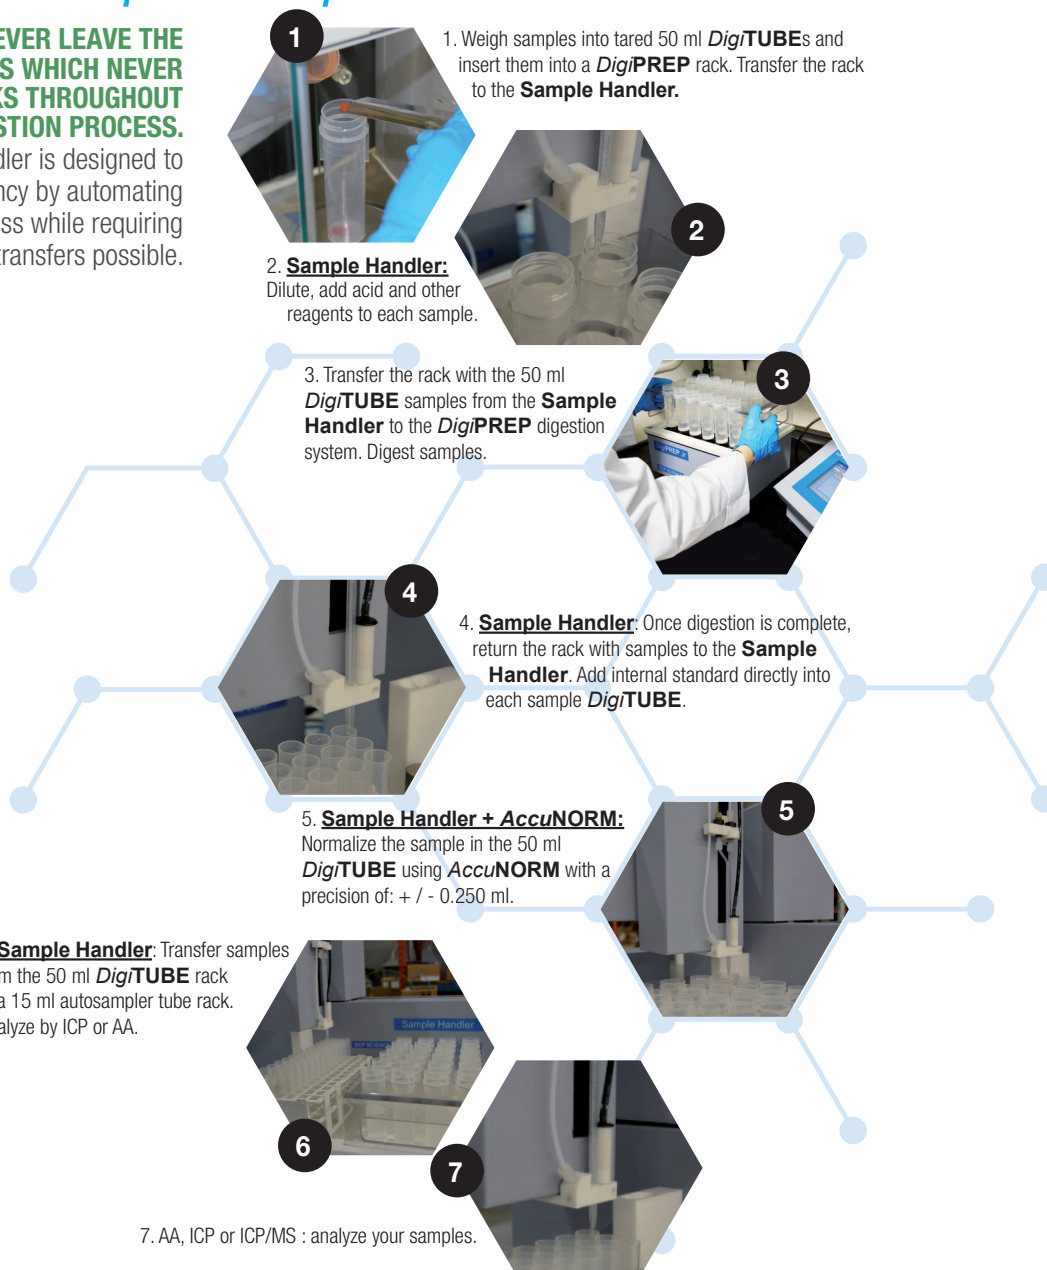 EVER LEAVE THE
S WHICH NEVER
KS THROUGHOUT
STION PROCESS.
dler is designed to
ncy by automating
ss while requiring
transfers possible.
1
1. Weigh samples into tared 50 ml DigiTUBEs and
insert them into a DigiPREP rack. Transfer the rack
to the Sample Handler.
2
2. Sample Handler:
Dilute, add acid and other
reagents to each sample.
3
3. Transfer the rack with the 50 ml
DigiTUBE samples from the Sample
Handler to the DigiPREP digestion
system. Digest samples.
DigiPREP Jr
4
4. Sample Handler: Once digestion is complete,
return the rack with samples to the Sample
Handler. Add internal standard directly into
each sample DigiTUBE.
5
5. Sample Handler + AccuNORM:
Normalize the sample in the 50 ml
DigiTUBE using AccuNORM with a
precision of: + / - 0.250 ml.
Sample Handler: Transfer samples
m the 50 ml DigiTUBE rack
a 15 ml autosampler tube rack.
alyze by ICP or AA.
Sample Handler
SCP SCIENCE
6
7
7. AA, ICP or ICP/MS : analyze your samples.